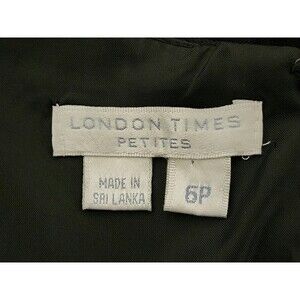 LONDON TIMES
PETITES
MADE IN
SRI LANKA
6P